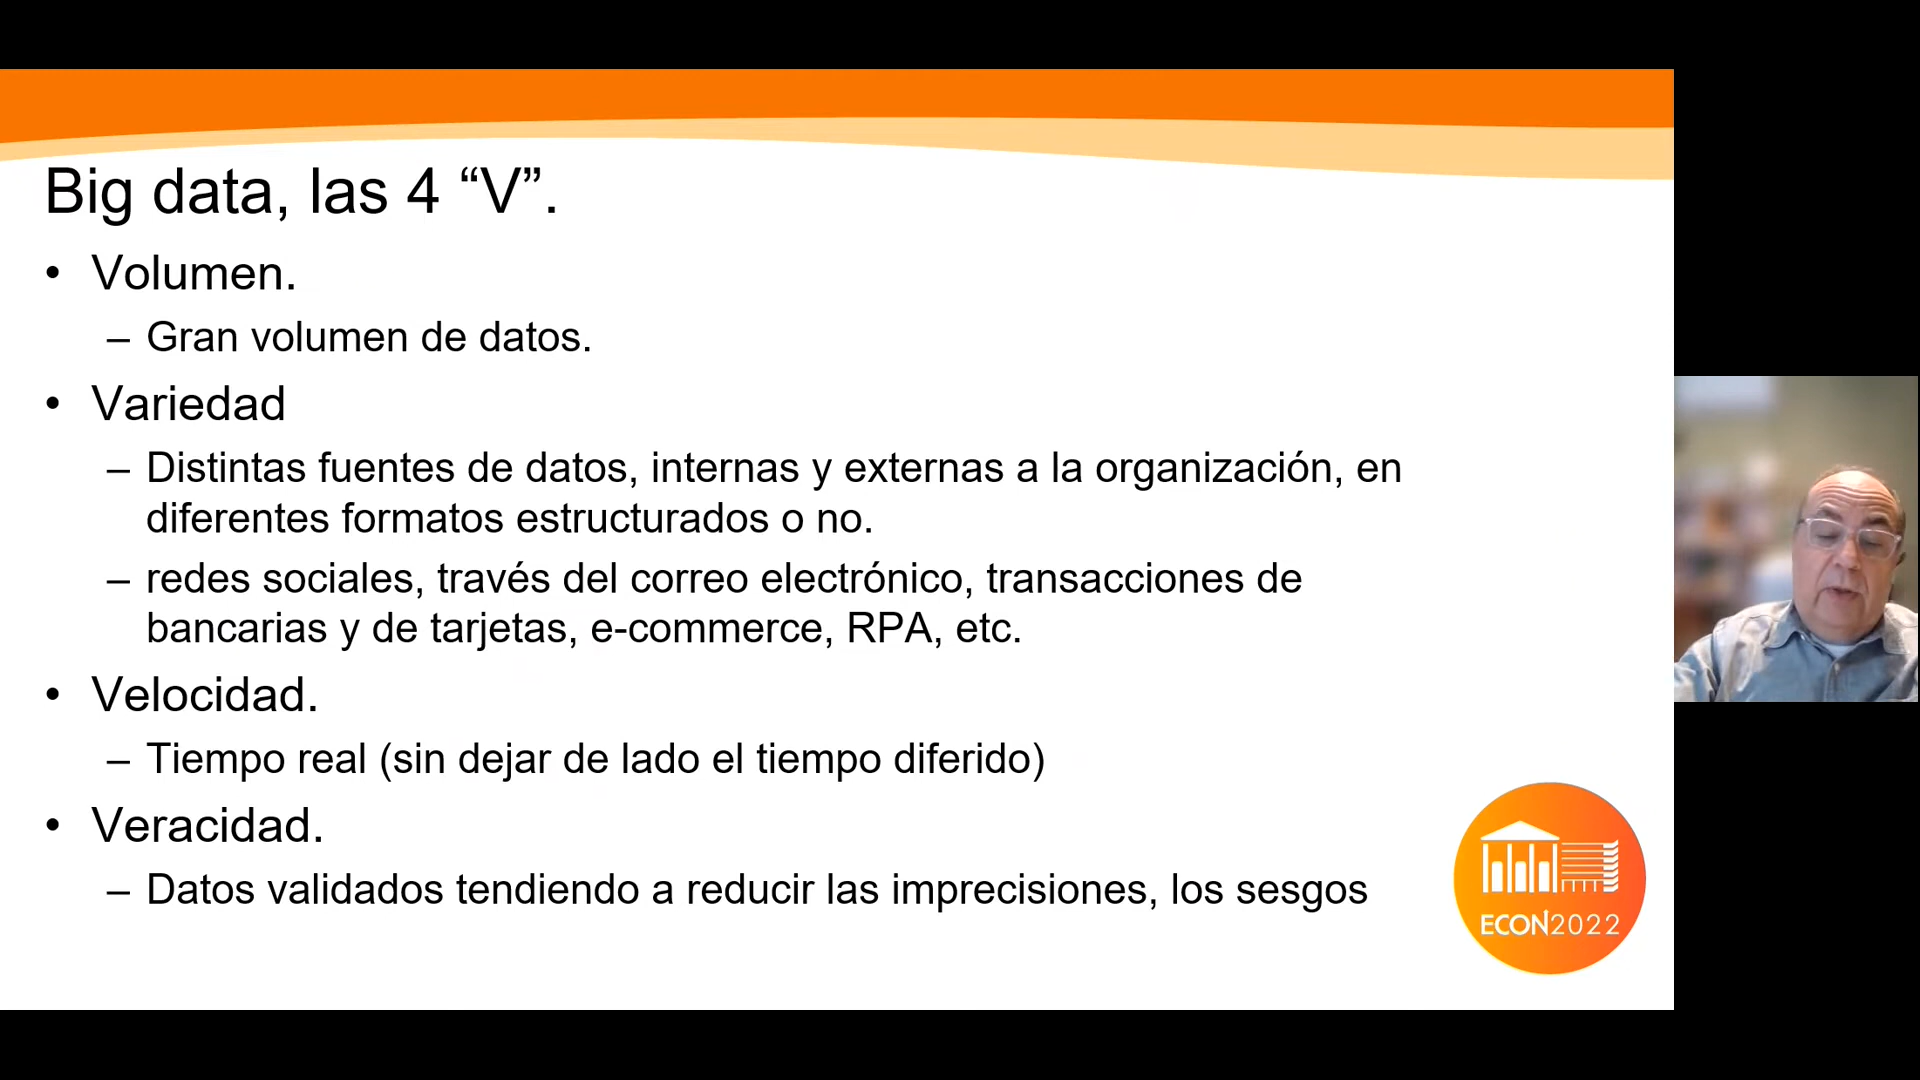 Big data, las 4 “V”.
• Volumen.
– Gran volumen de datos.
• Variedad
– Distintas fuentes de datos, internas y externas a la organización, en
diferentes formatos estructurados o no.
– redes sociales, través del correo electrónico, transacciones de
bancarias y de tarjetas, e-commerce, RPA, etc.
• Velocidad.
– Tiempo real (sin dejar de lado el tiempo diferido)
• Veracidad.
– Datos validados tendiendo a reducir las imprecisiones, los sesgos
ECON2022